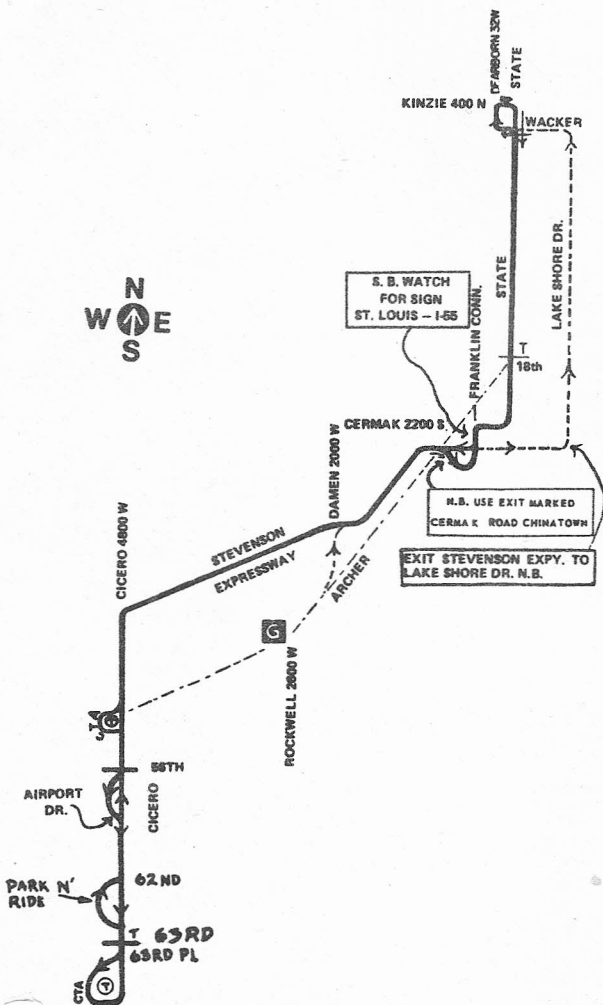 DEARBORN 32W
STATE
KINZIE 400 N
WACKER
N
W E
S
LAKE SHORE DR.
STATE
S. B. WATCH
FOR SIGN
ST. LOUIS – I-55
FRANKLIN CONN.
T
18th
CERMAK 2200 S
DAMEN 2000 W
N.B. USE EXIT MARKED
CERMAK ROAD CHINATOWN
EXIT STEVENSON EXPY. TO
LAKE SHORE DR. N.B.
CICERO 4800 W
STEVENSON
EXPRESSWAY
ARCHER
G
ROCKWELL 2600 W
T
56TH
AIRPORT
DR.
CICERO
62ND
PARK N'
RIDE
T 63RD
63RD PL
CTA
T